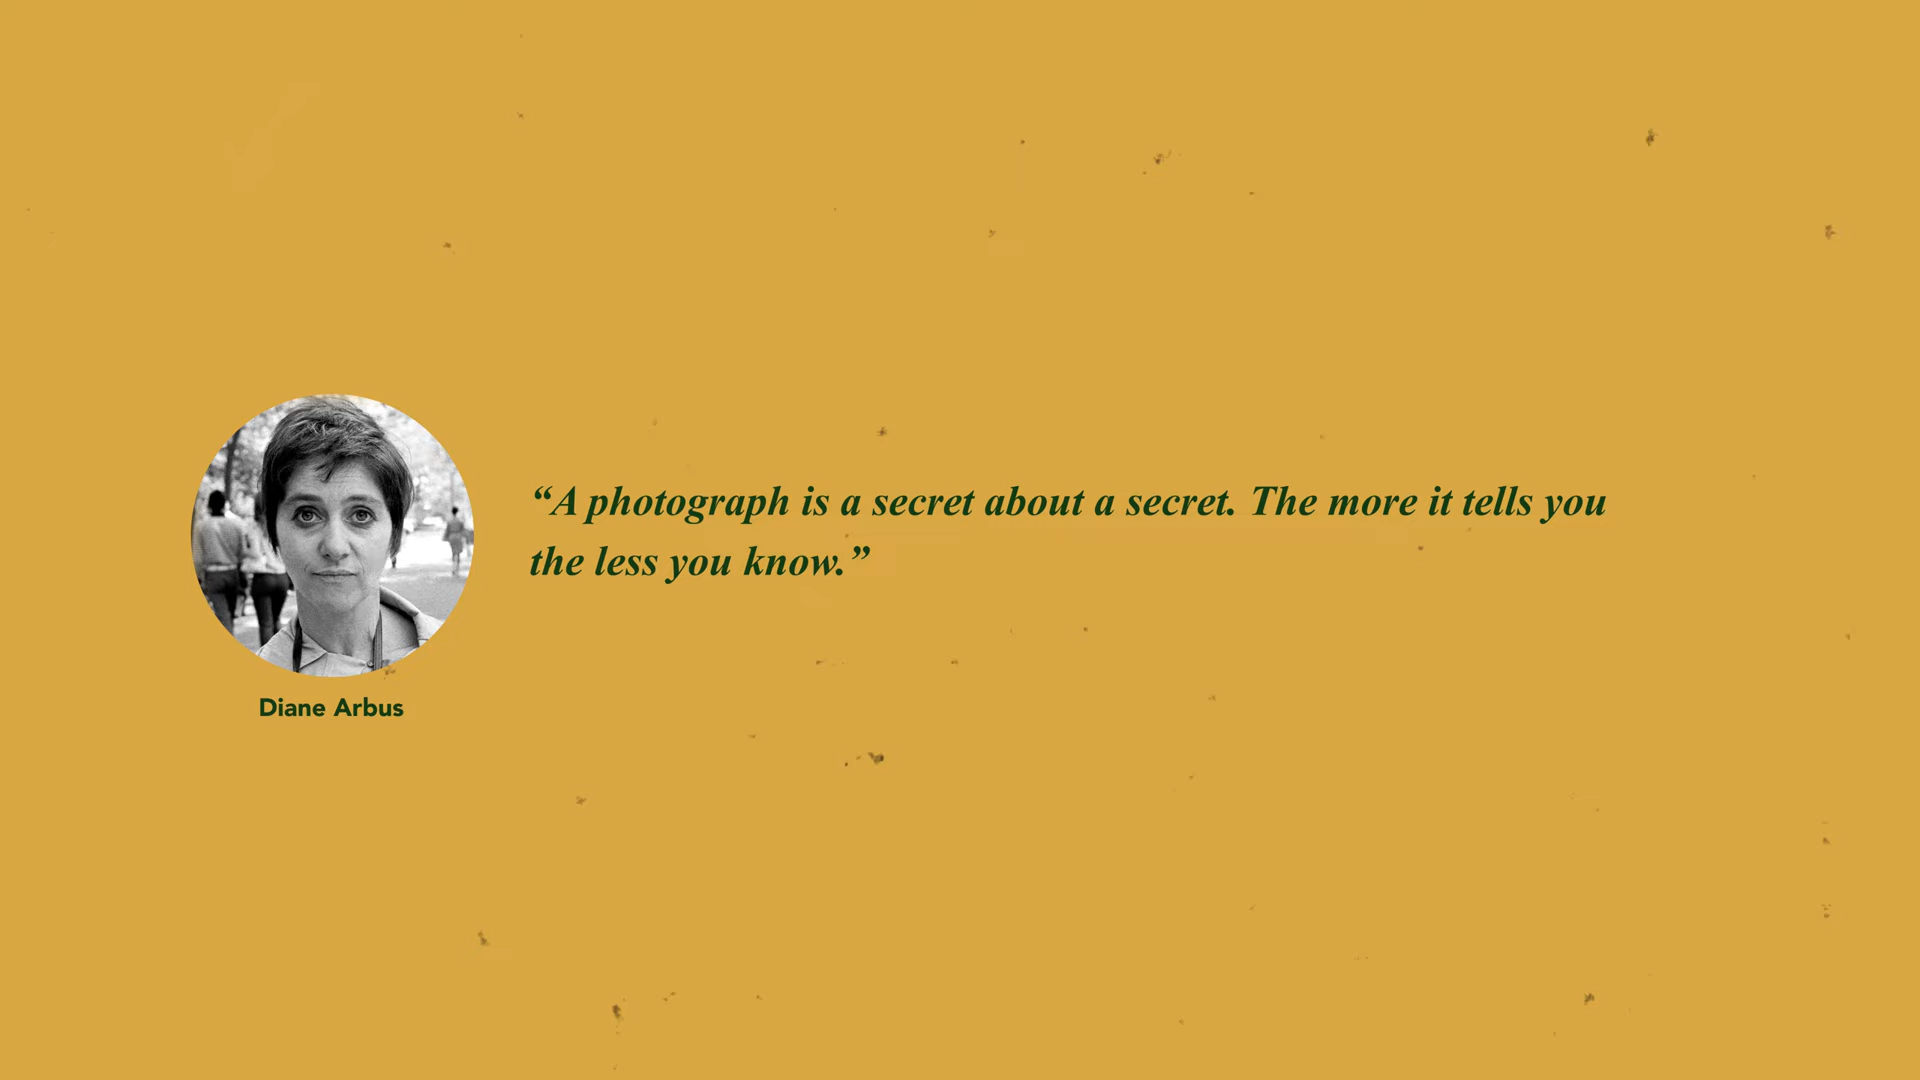 “A photograph is a secret about a secret. The more it tells you
the less you know.”
Diane Arbus